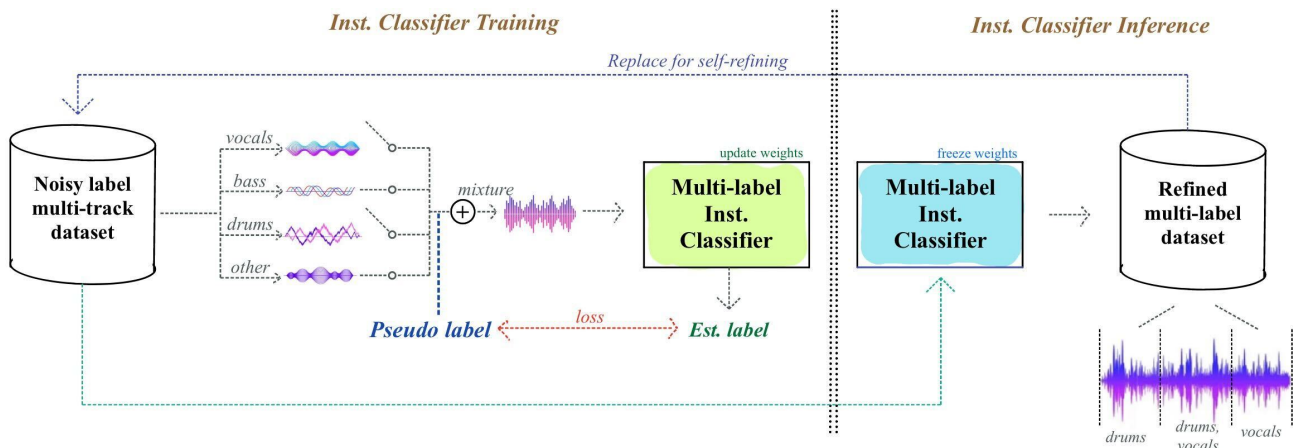 Inst. Classifier Training
Inst. Classifier Inference
Replace for self-refining
vocals
bass
drums
other
Noisy label
multi-track
dataset
mixture
update weights
Multi-label
Inst.
Classifier
freeze weights
Multi-label
Inst.
Classifier
Refined
multi-label
dataset
Pseudo label
loss
Est. label
drums
drums,
vocals
vocals